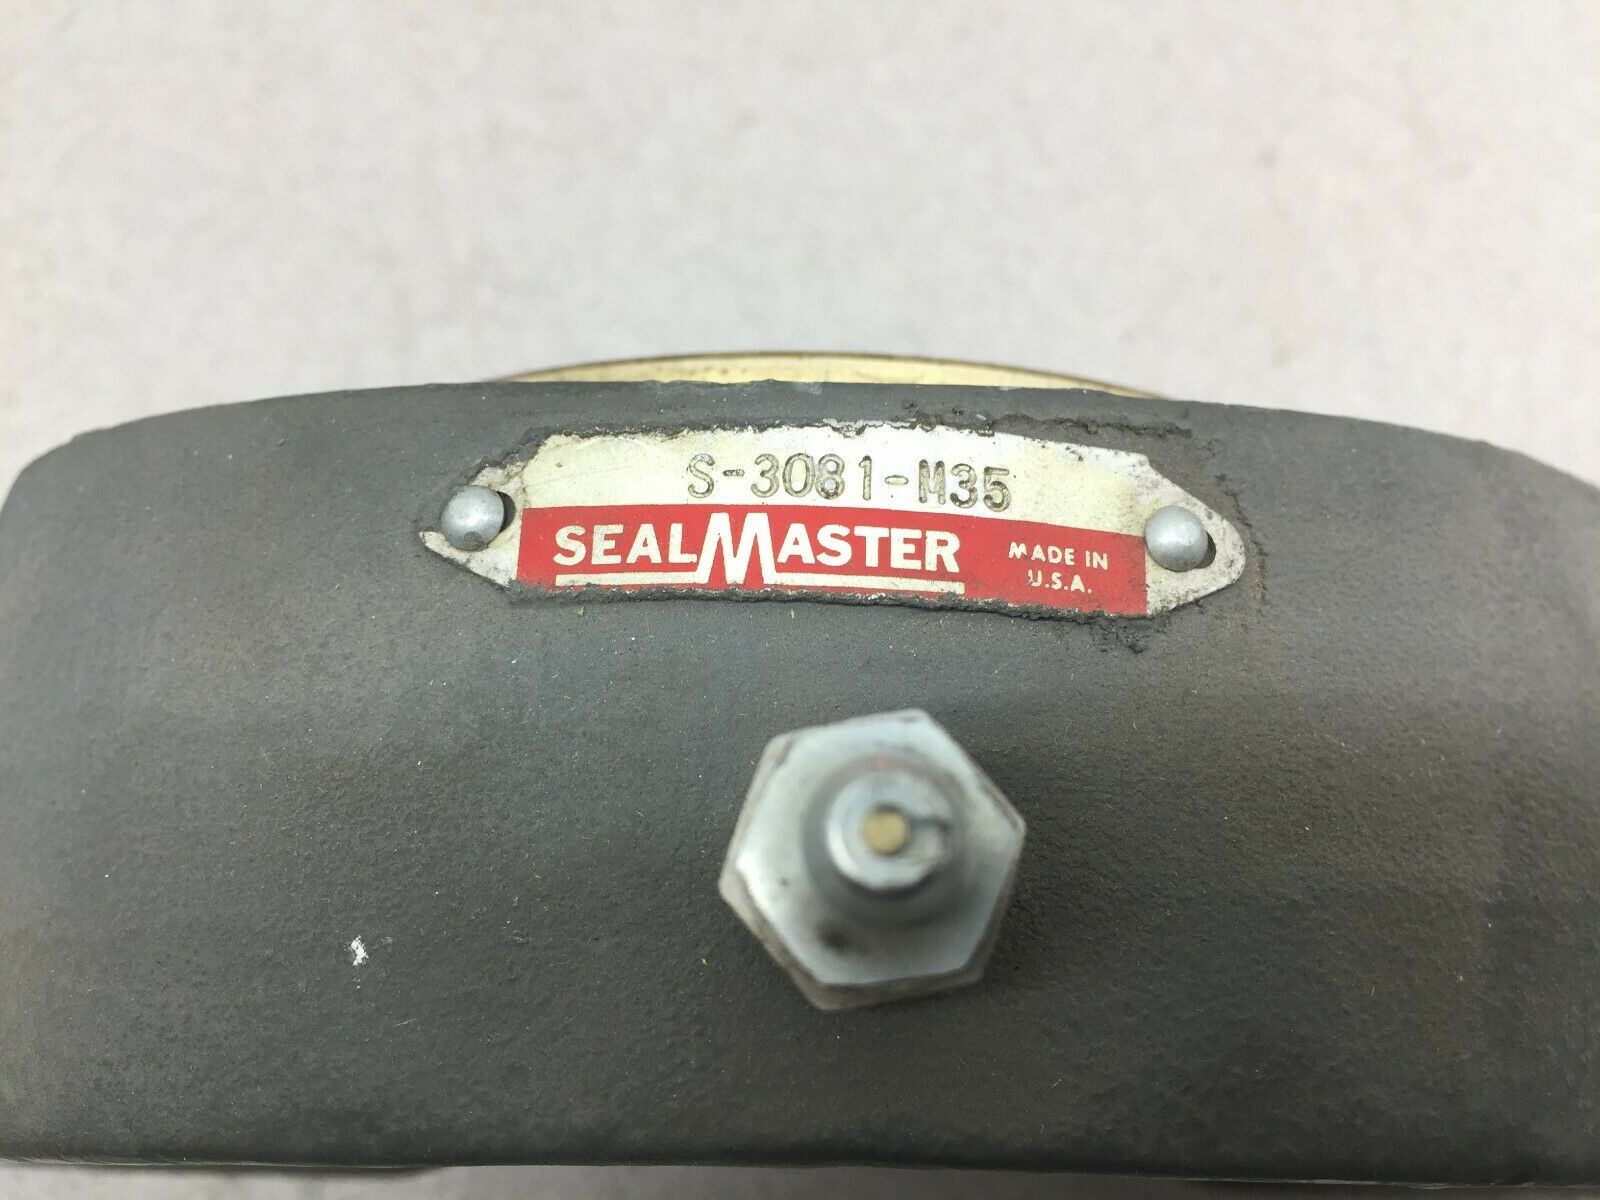 S-3081-M35
SEALMASTER
MADE IN
U.S.A.